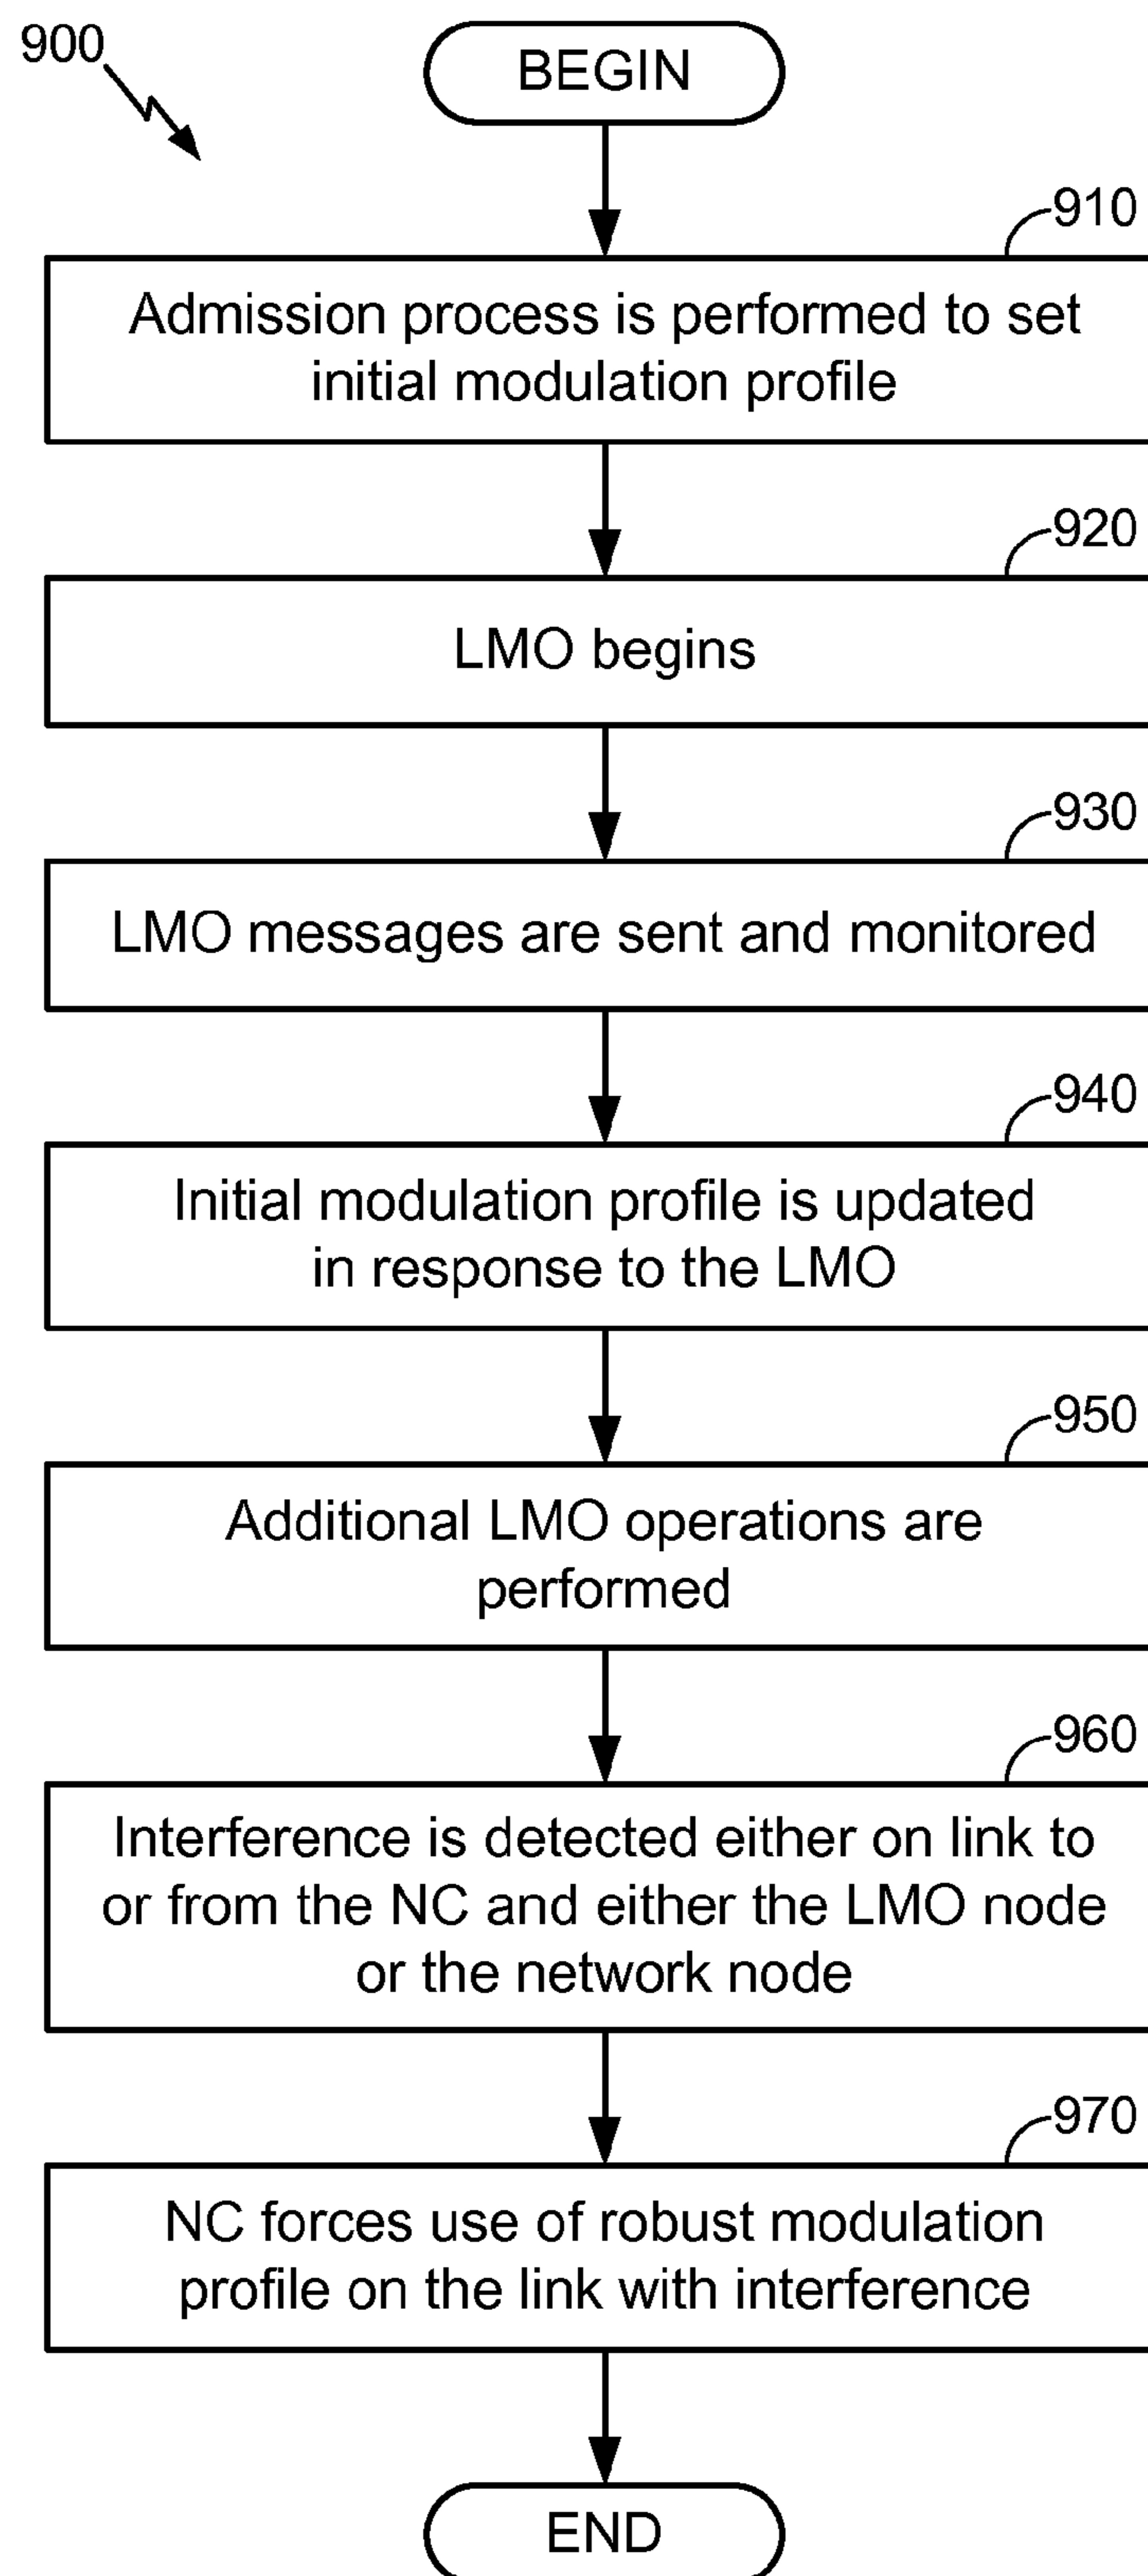 900
BEGIN
910
Admission process is performed to set
initial modulation profile
920
LMO begins
930
LMO messages are sent and monitored
940
Initial modulation profile is updated
in response to the LMO
950
Additional LMO operations are
performed
960
Interference is detected either on link to
or from the NC and either the LMO node
or the network node
970
NC forces use of robust modulation
profile on the link with interference
END